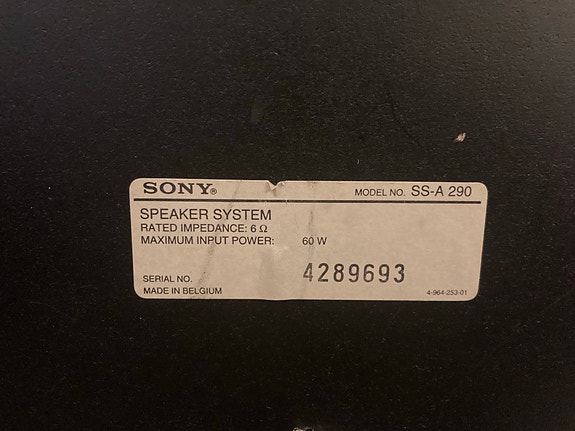 SONY® MODEL NO. SS-A 290
SPEAKER SYSTEM
RATED IMPEDANCE: 6 Ω
MAXIMUM INPUT POWER: 60 W
SERIAL NO. 4289693
MADE IN BELGIUM 4-964-253-01